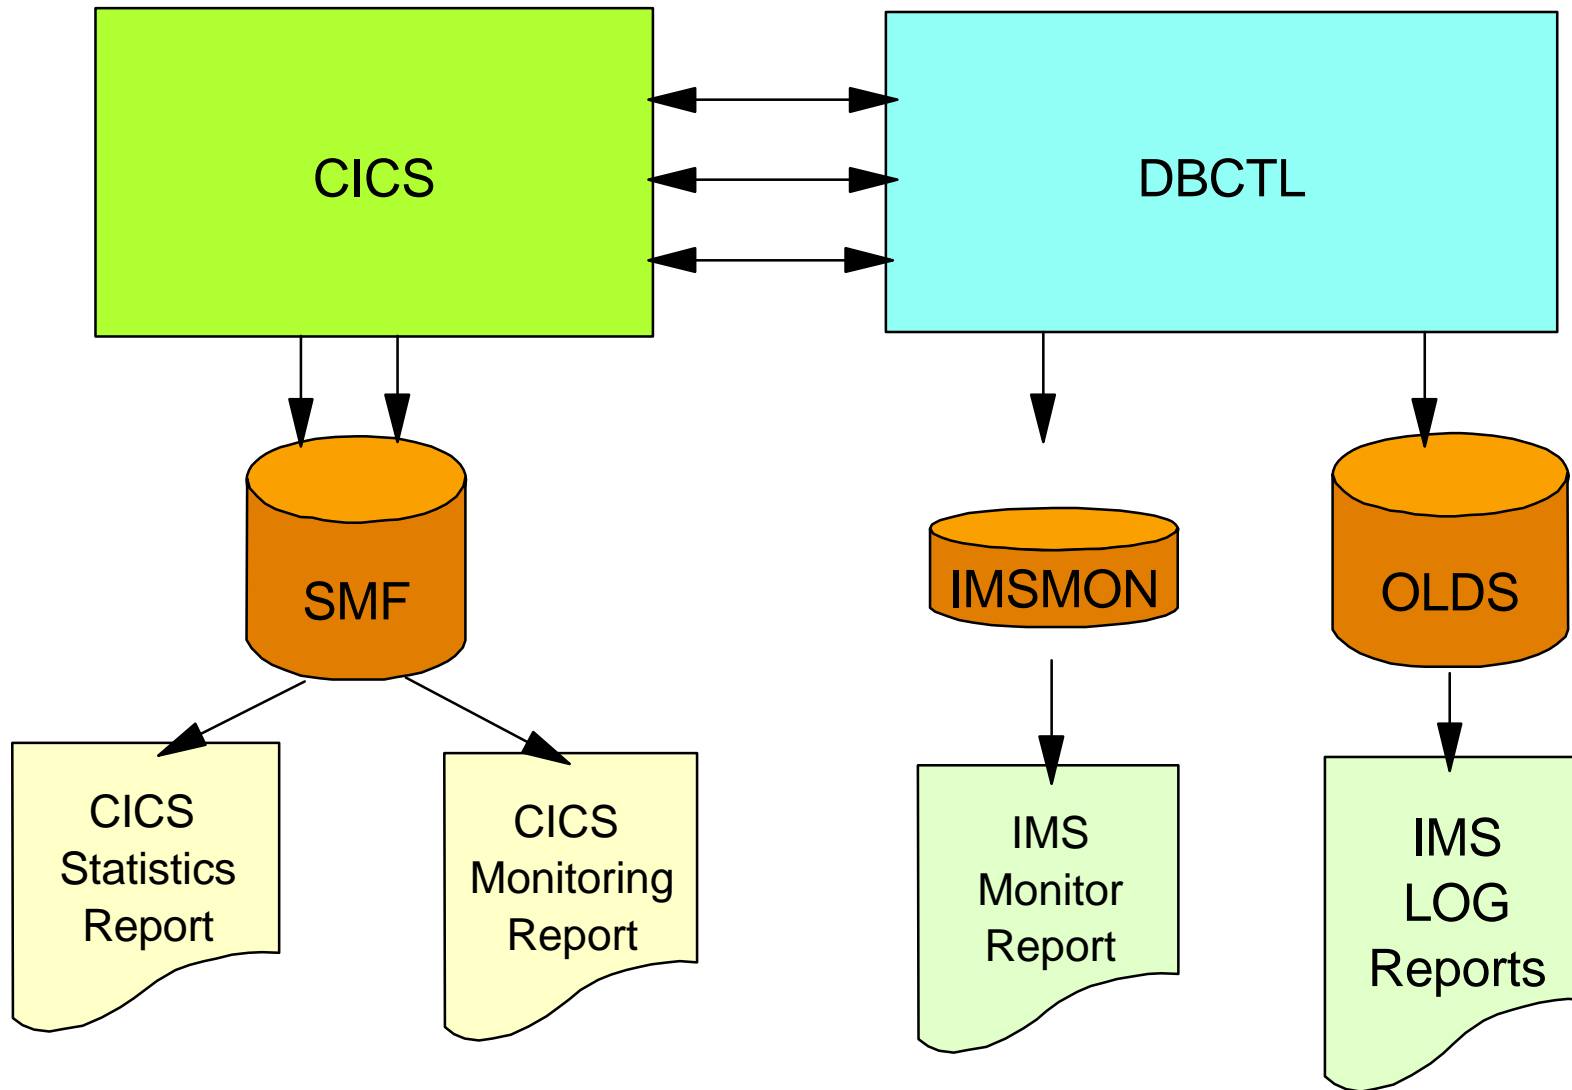 CICS
DBCTL
SMF
IMSMON
OLDS
CICS
Statistics
Report
CICS
Monitoring
Report
IMS
Monitor
Report
IMS
LOG
Reports